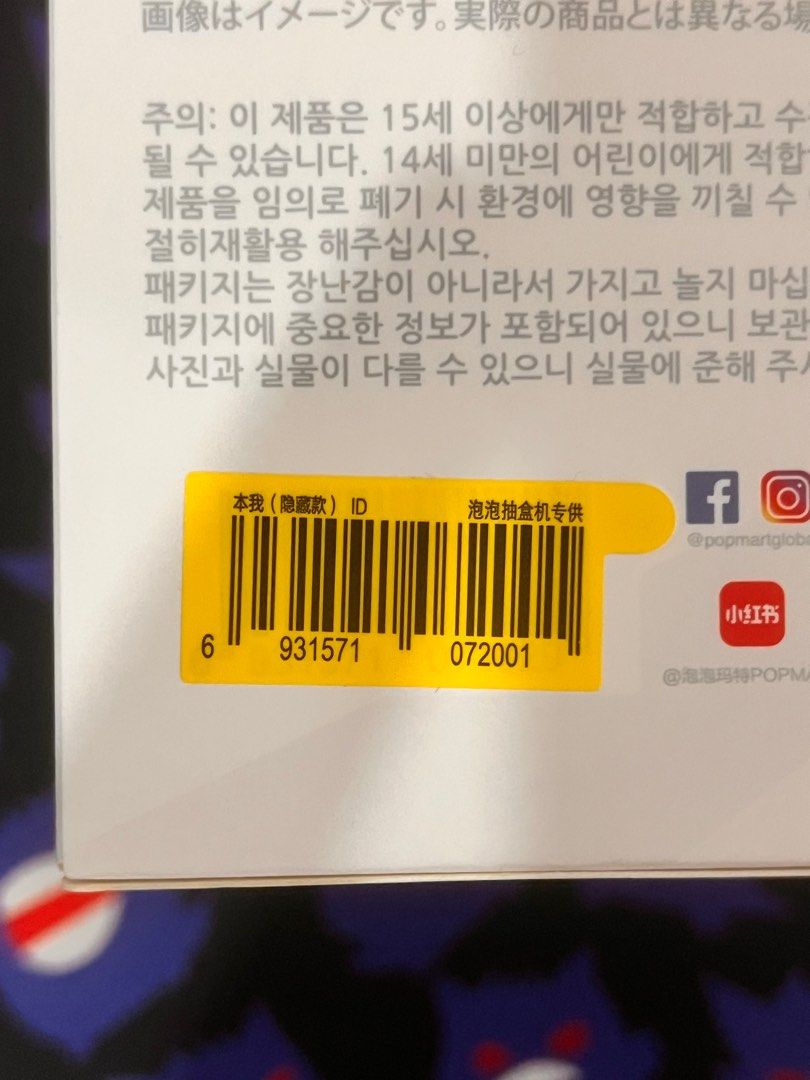 画像はイメージです。実際の商品とは異なる場
주의: 이 제품은 15세 이상에게만 적합하고 수
될 수 있습니다. 14세 미만의 어린이에게 적합
제품을 임의로 폐기 시 환경에 영향을 끼칠 수
절히재활용 해주십시오.
패키지는 장난감이 아니라서 가지고 놀지 마십
패키지에 중요한 정보가 포함되어 있으니 보관
사진과 실물이 다를 수 있으니 실물에 준해 주시
本我（隐藏款） ID 泡泡抽盒机专供
6 931571 072001
@popmartgloba
小红书
@泡泡玛特POPMA